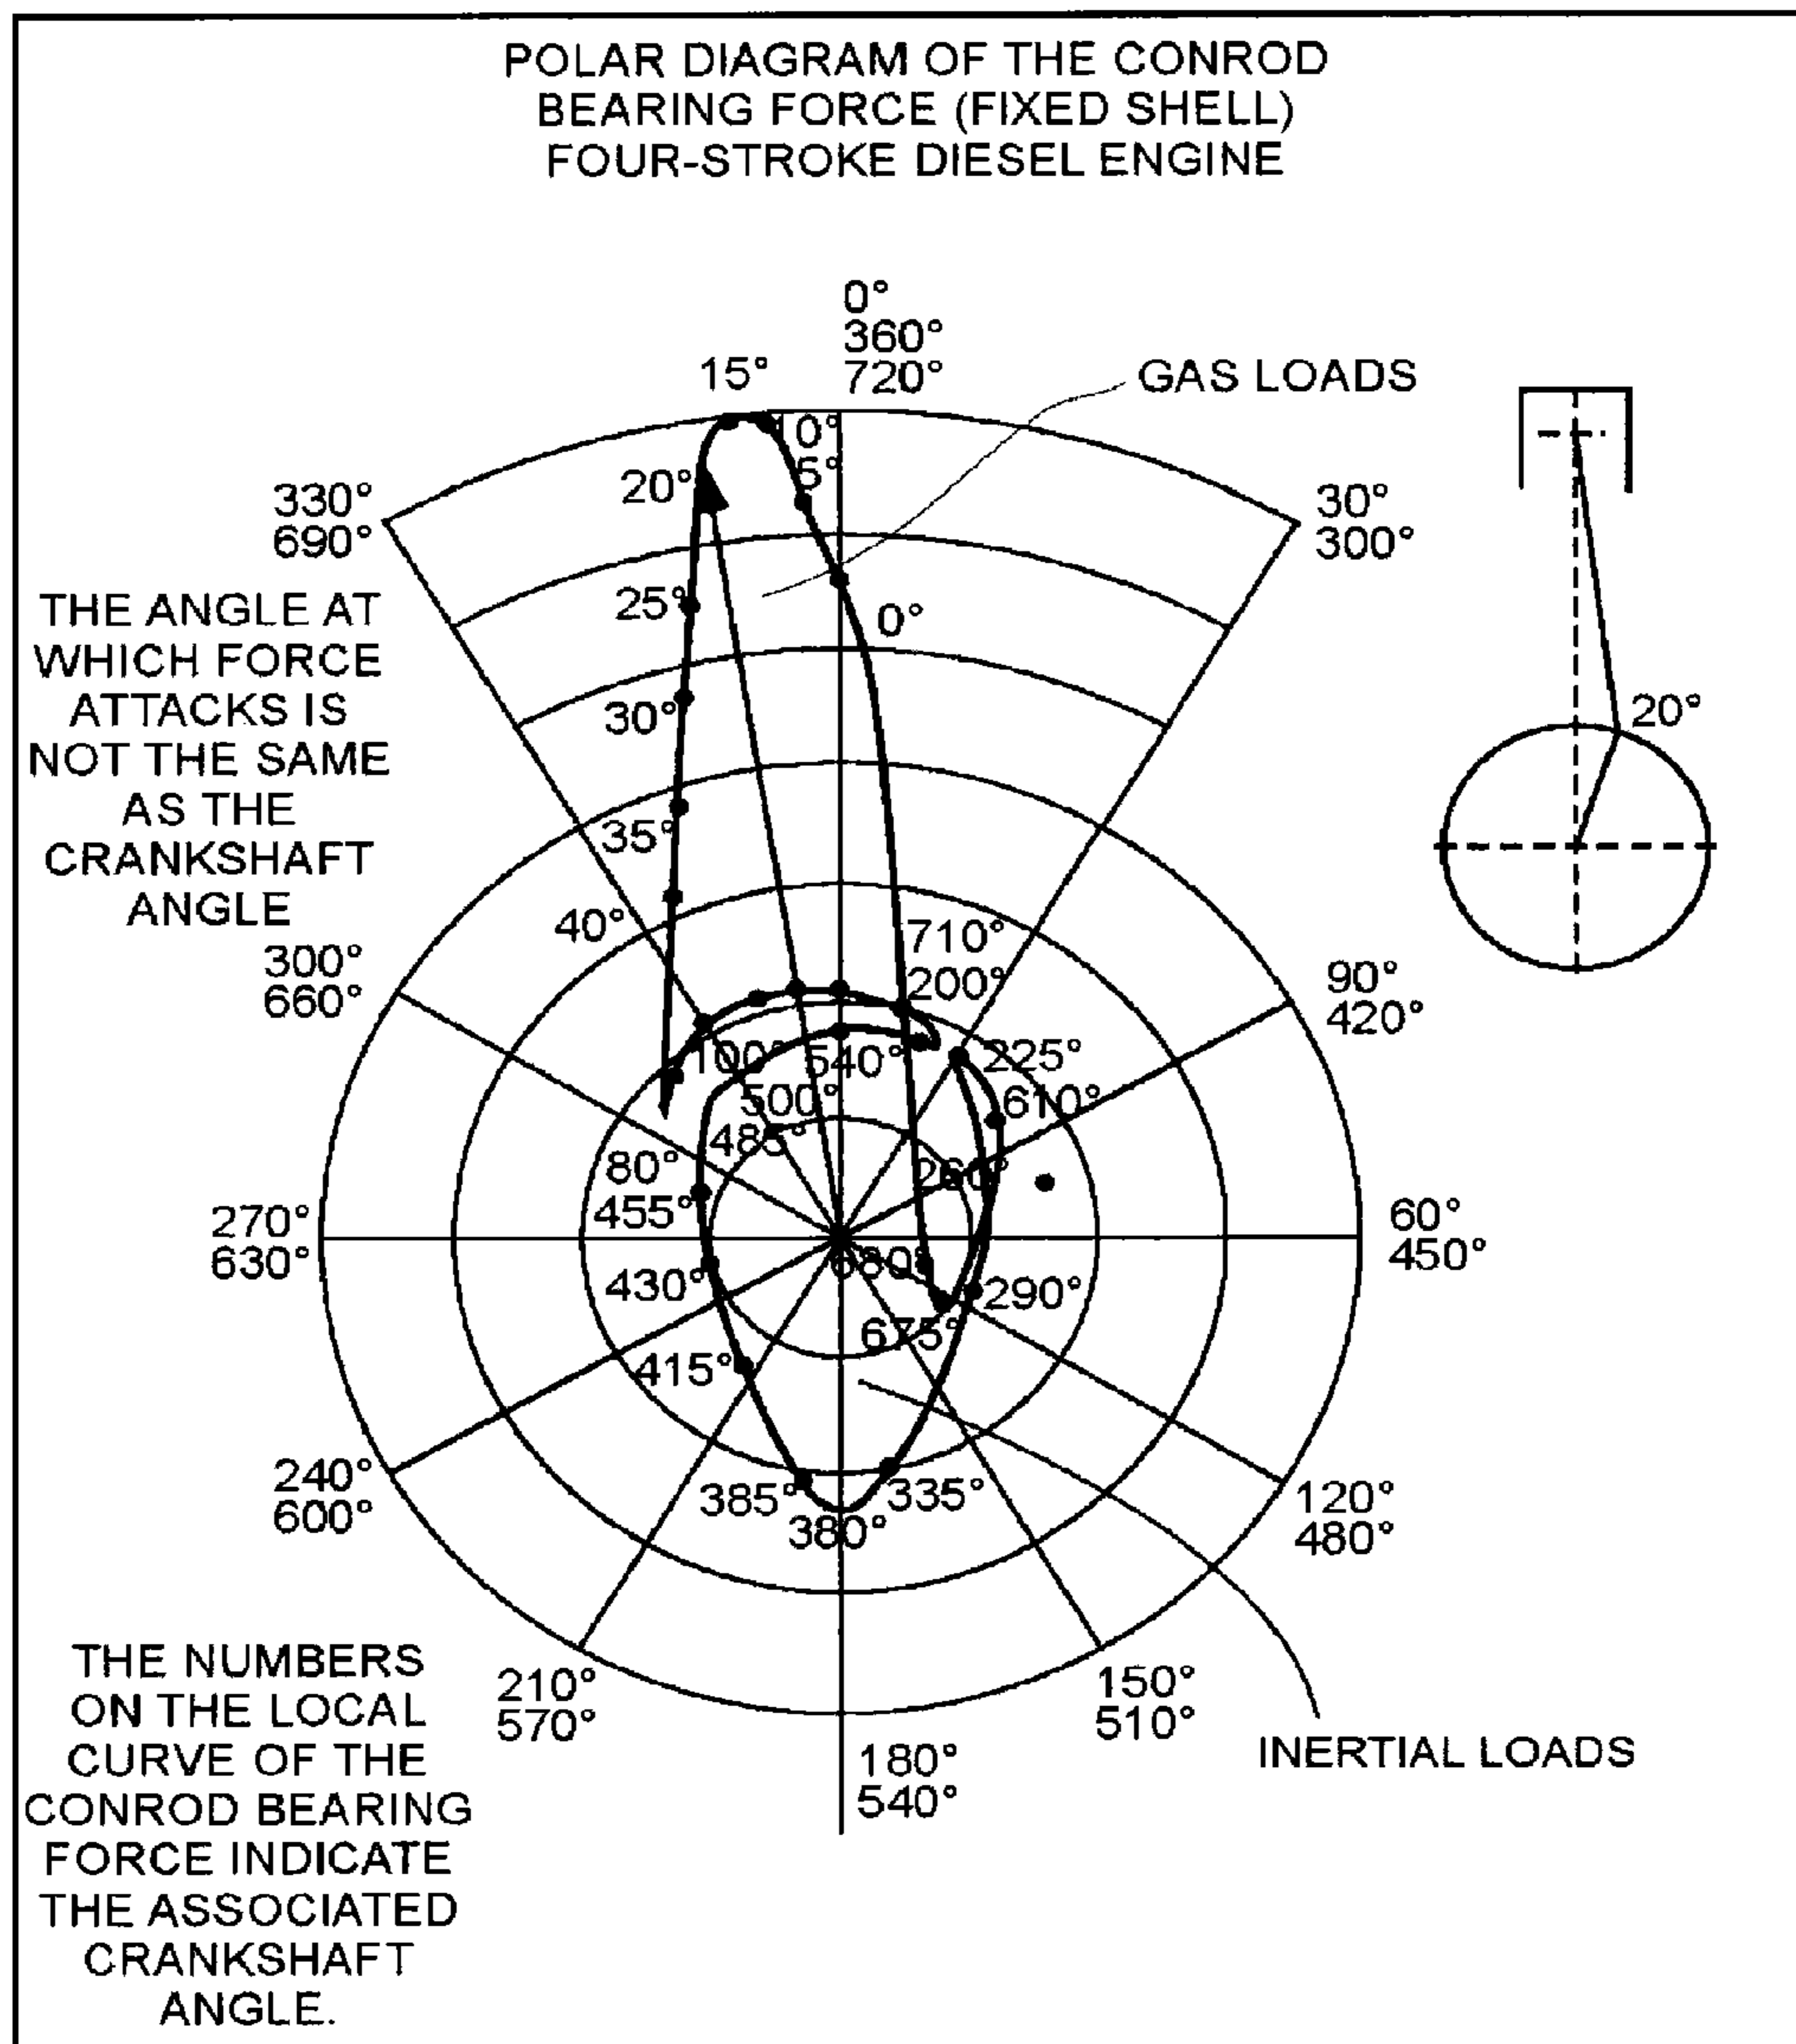 POLAR DIAGRAM OF THE CONROD
BEARING FORCE (FIXED SHELL)
FOUR-STROKE DIESEL ENGINE
0°
360°
720°
15°
GAS LOADS
0°
5°
20°
330°
690°
30°
300°
25°
0°
THE ANGLE AT
WHICH FORCE
ATTACKS IS
NOT THE SAME
AS THE
CRANKSHAFT
ANGLE
30°
20°
35°
40°
710°
200°
300°
660°
90°
420°
100°
540°
225°
500°
610°
485°
80°
455°
260°
270°
630°
60°
450°
680°
430°
290°
675°
415°
240°
600°
385°
335°
380°
120°
480°
THE NUMBERS
ON THE LOCAL
CURVE OF THE
CONROD BEARING
FORCE INDICATE
THE ASSOCIATED
CRANKSHAFT
ANGLE.
210°
570°
150°
510°
180°
540°
INERTIAL LOADS